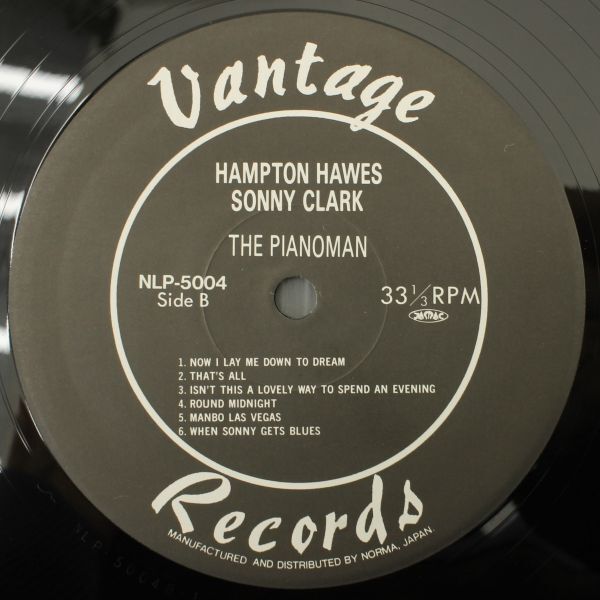 Vantage
HAMPTON HAWES
SONNY CLARK
THE PIANOMAN
NLP-5004
Side B
33 1/3 RPM
JASRAC
1. NOW I LAY ME DOWN TO DREAM
2. THAT'S ALL
3. ISN'T THIS A LOVELY WAY TO SPEND AN EVENING
4. ROUND MIDNIGHT
5. MANBO LAS VEGAS
6. WHEN SONNY GETS BLUES
Records
MANUFACTURED AND DISTRIBUTED BY NORMA, JAPAN.